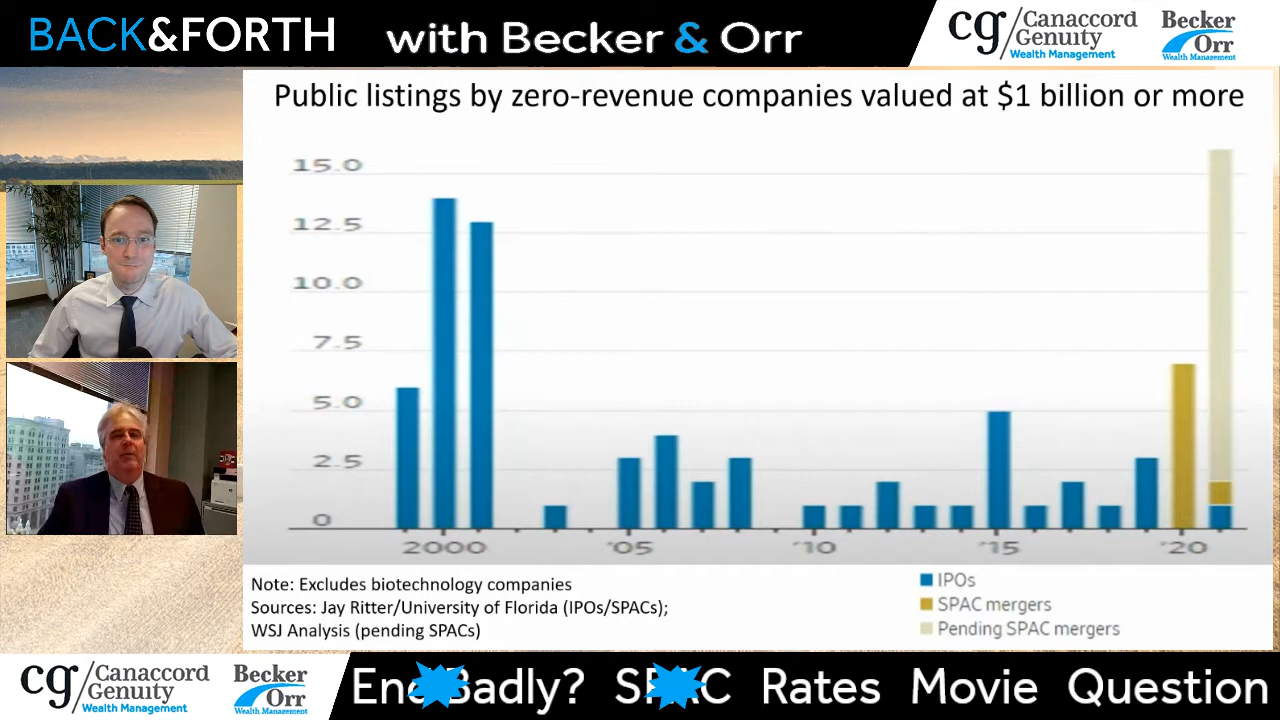 BACK&FORTH with Becker & Orr
cg/Canaccord Genuity
Wealth Management
Becker
Orr
Wealth Management
Public listings by zero-revenue companies valued at $1 billion or more
15.0
12.5
10.0
7.5
5.0
2.5
0
2000 '05 '10 '15 '20
Note: Excludes biotechnology companies
Sources: Jay Ritter/University of Florida (IPOs/SPACs);
WSJ Analysis (pending SPACs)
IPOs
SPAC mergers
Pending SPAC mergers
cg/Canaccord Genuity
Wealth Management
Becker
Orr
Wealth Management
Badly? Rates Movie Question